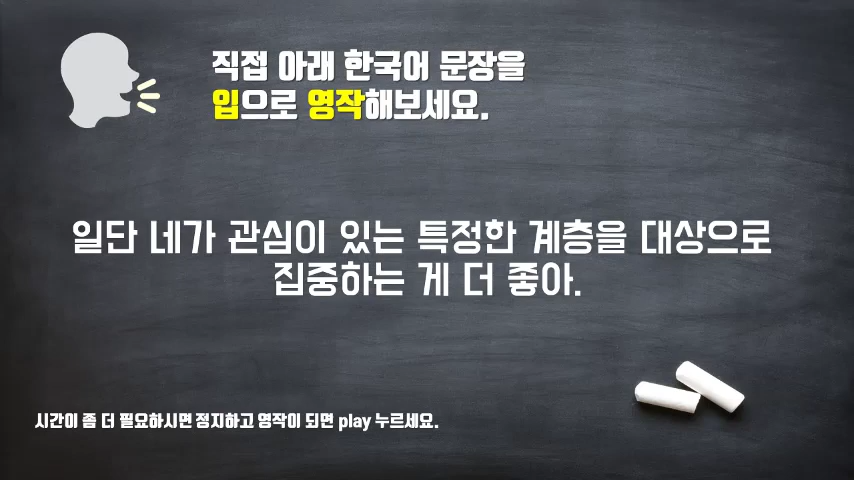 직접 아래 한국어 문장을
입으로 영작해보세요.
일단 네가 관심이 있는 특정한 계층을 대상으로
집중하는 게 더 좋아.
시간이 좀 더 필요하시면 정지하고 영작이 되면 play 누르세요.